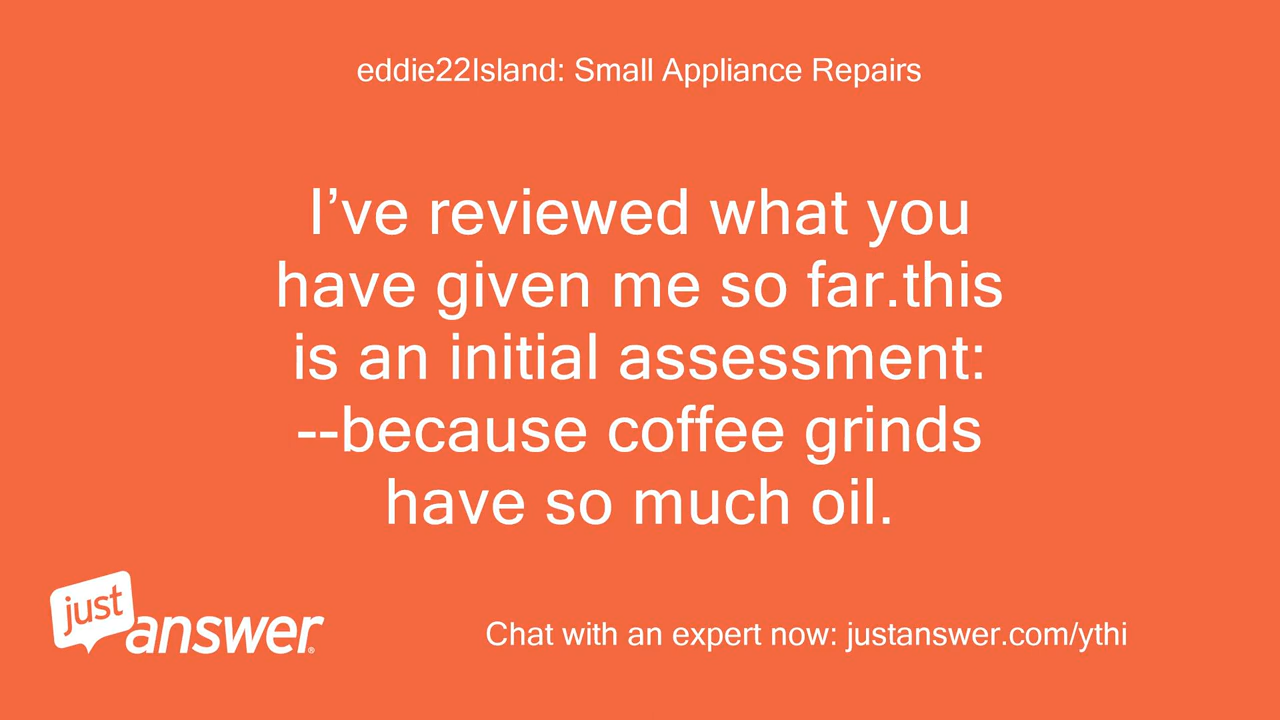 eddie22Island: Small Appliance Repairs
I’ve reviewed what you
have given me so far.this
is an initial assessment:
--because coffee grinds
have so much oil.
just
answer®
Chat with an expert now: justanswer.com/ythi